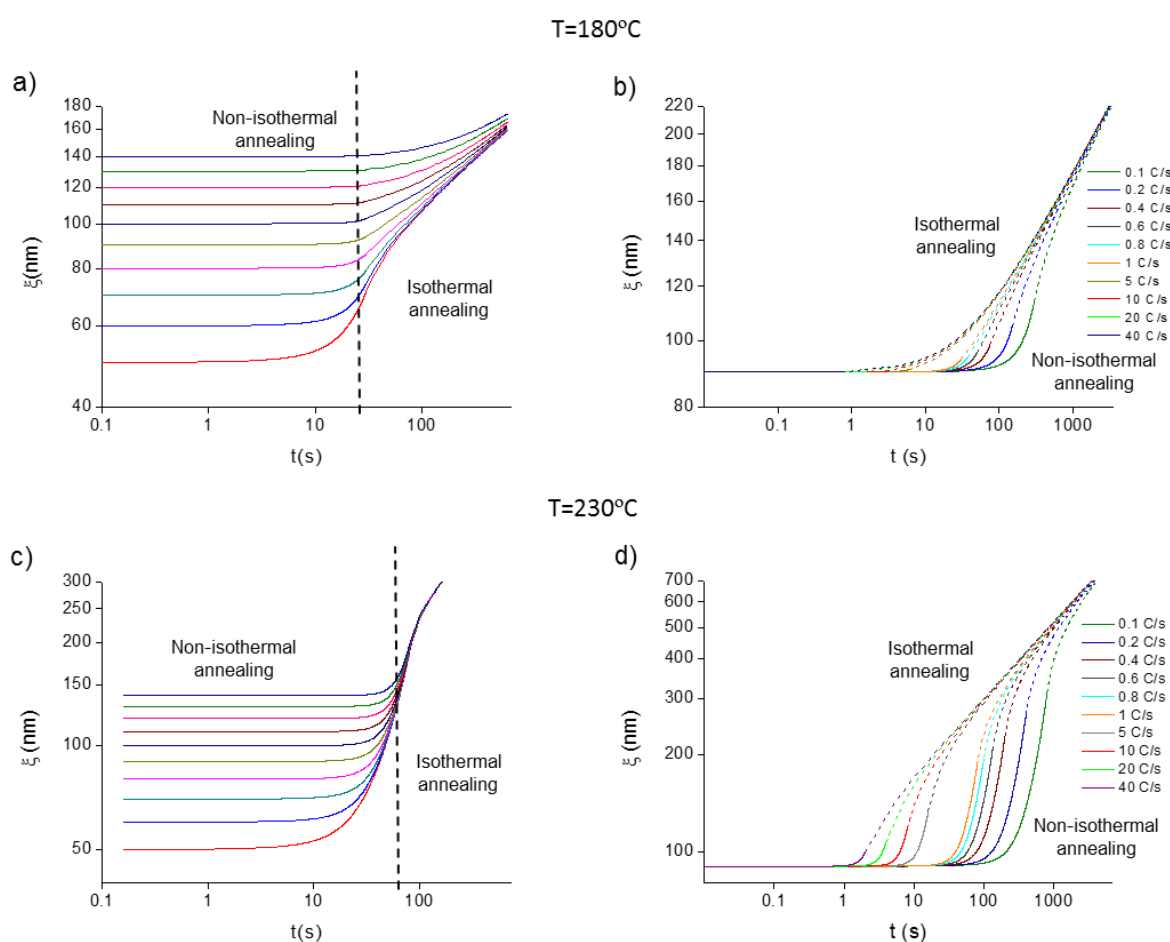 T=180ºC
a)
180
160
140
120
100
80
60
40
ξ(nm)
Non-isothermal
annealing
Isothermal
annealing
0.1
1
10
100
t(s)
b)
220
200
180
160
140
120
100
80
ξ (nm)
Isothermal
annealing
Non-isothermal
annealing
0.1 C/s
0.2 C/s
0.4 C/s
0.6 C/s
0.8 C/s
1 C/s
5 C/s
10 C/s
20 C/s
40 C/s
0.1
1
10
100
1000
t (s)
T=230ºC
c)
300
250
200
150
100
50
ξ (nm)
Non-isothermal
annealing
Isothermal
annealing
0.1
1
10
100
t(s)
d)
700
600
500
400
300
200
100
ξ (nm)
Isothermal
annealing
Non-isothermal
annealing
0.1 C/s
0.2 C/s
0.4 C/s
0.6 C/s
0.8 C/s
1 C/s
5 C/s
10 C/s
20 C/s
40 C/s
0.1
1
10
100
1000
t (s)